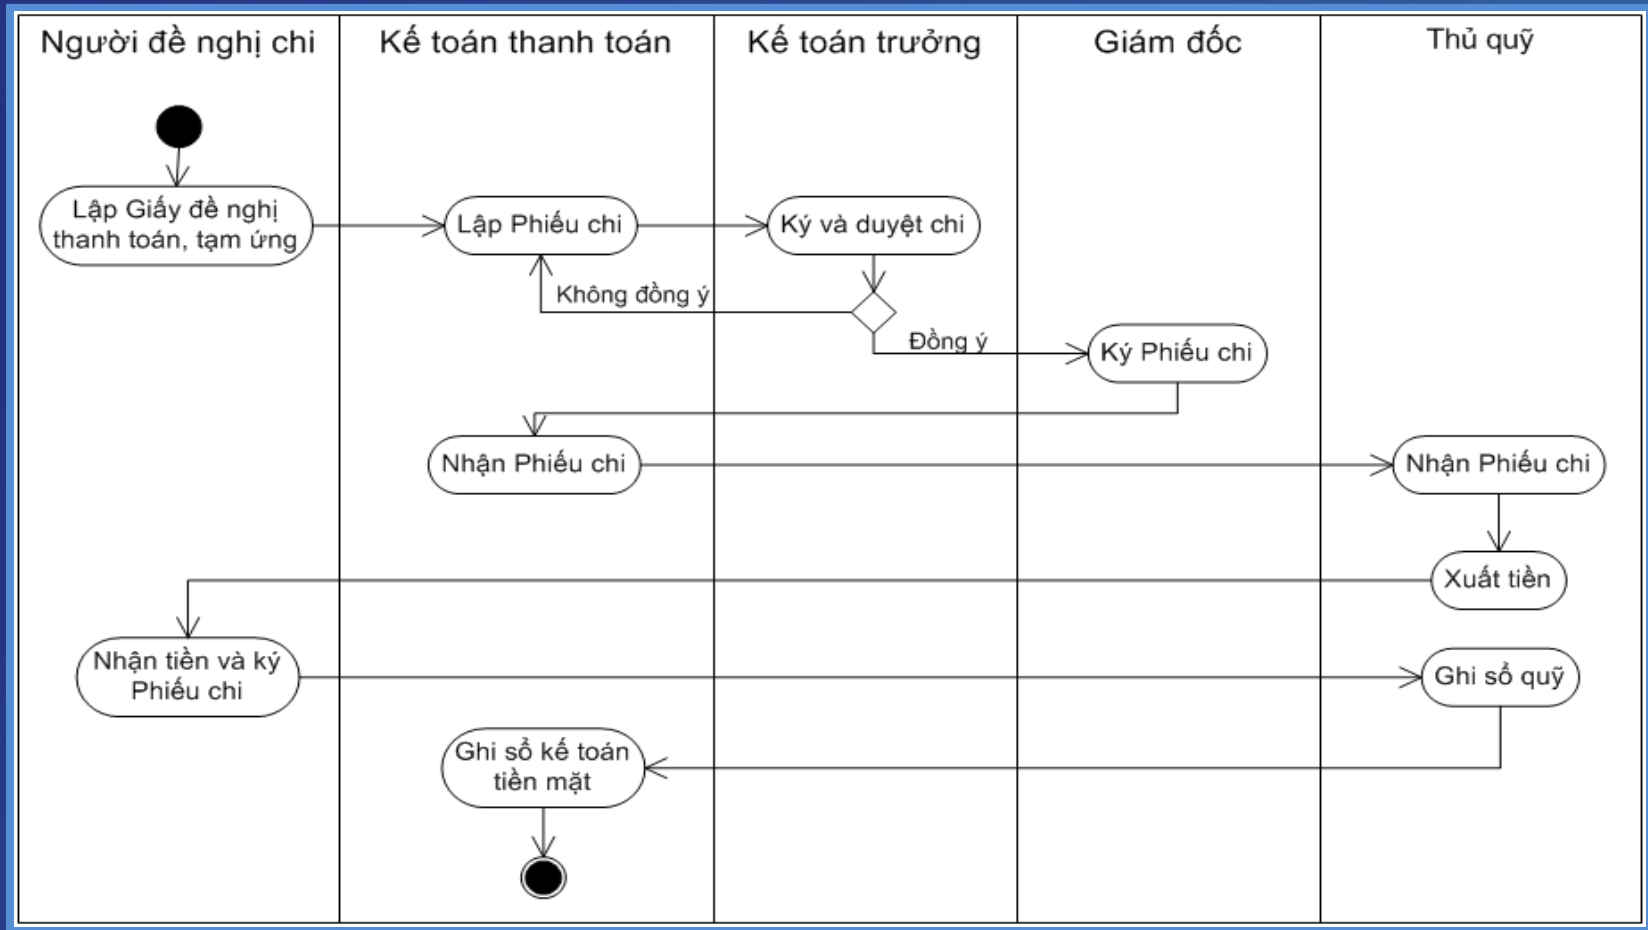 Người đề nghị chi
Kế toán thanh toán
Kế toán trưởng
Giám đốc
Thủ quỹ
Lập Giấy đề nghị
thanh toán, tạm ứng
Lập Phiếu chi
Ký và duyệt chi
Không đồng ý
Đồng ý
Ký Phiếu chi
Nhận Phiếu chi
Nhận Phiếu chi
Xuất tiền
Nhận tiền và ký
Phiếu chi
Ghi sổ quỹ
Ghi sổ kế toán
tiền mặt